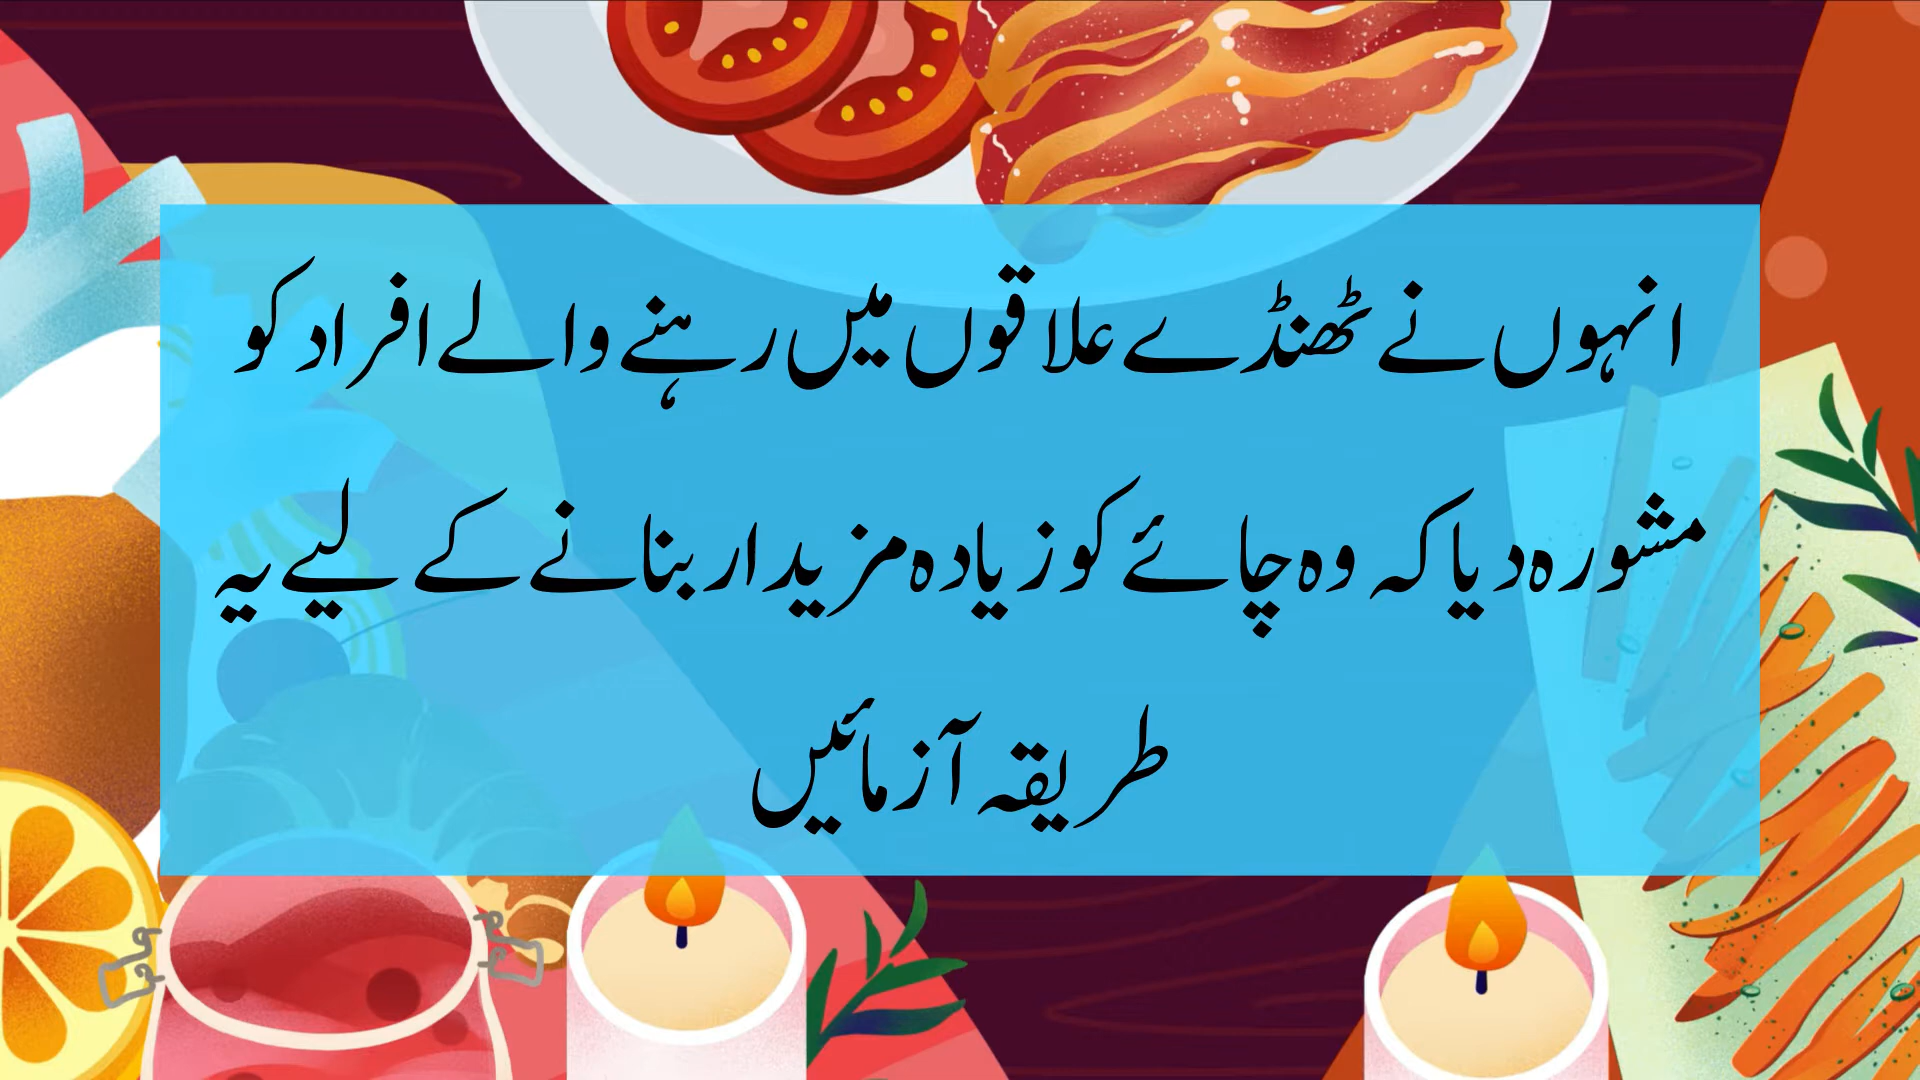 انہوں نے ٹھنڈے علاقوں میں رہنے والے افراد کو
مشورہ دیا کہ وہ چائے کو زیادہ مزیدار بنانے کے لیے یہ
طریقہ آزمائیں